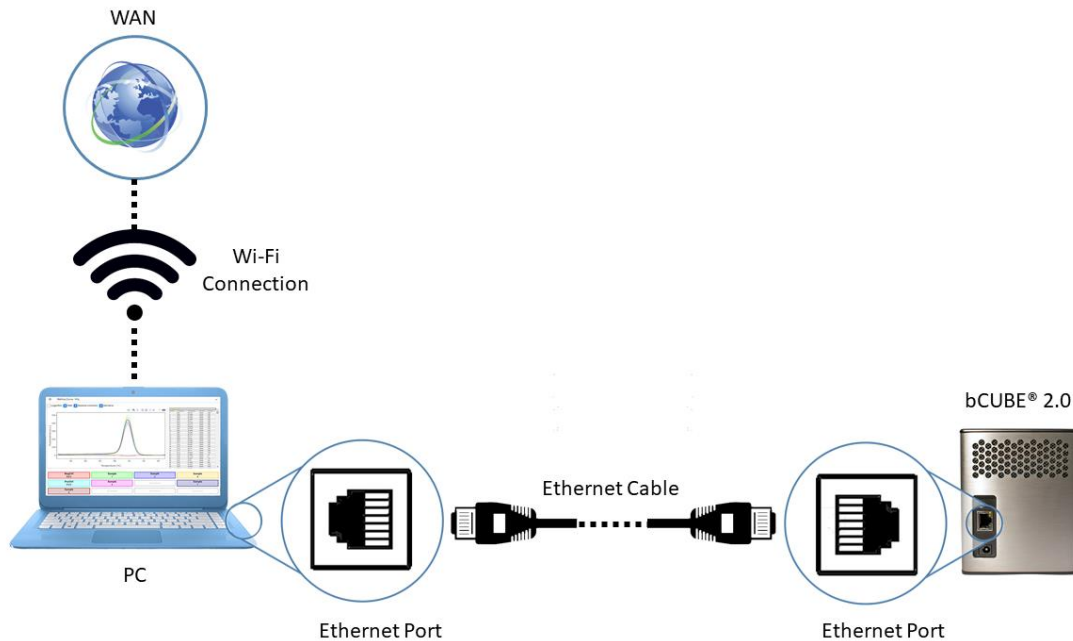 WAN
Wi-Fi
Connection
bCUBE® 2.0
Ethernet Cable
PC
Ethernet Port
Ethernet Port